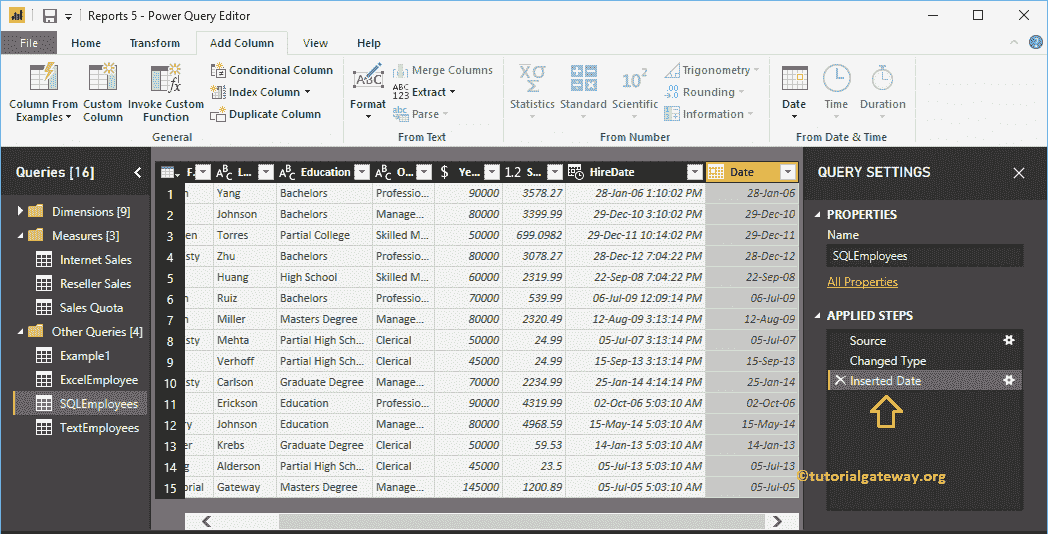 Reports 5 - Power Query Editor
File Home Transform Add Column View Help
Column From Examples
Custom Column
Invoke Custom Function
Conditional Column
Index Column
Duplicate Column
General
ABC
Format
Merge Columns
ABC 123 Extract
abc Parse
From Text
Statistics
Standard
10² Scientific
Trigonometry
.00 Rounding
Information
From Number
Date
Time
Duration
From Date & Time
Queries [16]
Dimensions [9]
Measures [3]
Internet Sales
Reseller Sales
Sales Quota
Other Queries [4]
Example1
ExcelEmployee
SQLEmployees
TextEmployees
F... L... Education O... $ Ye... 1.2 S... HireDate Date
1 n Yang Bachelors Professio... 90000 3578.27 28-Jan-06 1:10:02 PM 28-Jan-06
2 Johnson Bachelors Manage... 80000 3399.99 29-Dec-10 3:10:02 PM 29-Dec-10
3 en Torres Partial College Skilled M... 50000 699.0982 29-Dec-11 10:14:02 PM 29-Dec-11
4 sty Zhu Bachelors Professio... 80000 3078.27 28-Dec-12 7:04:22 PM 28-Dec-12
5 Huang High School Skilled M... 60000 2319.99 22-Sep-08 7:04:22 PM 22-Sep-08
6 n Ruiz Bachelors Professio... 70000 539.99 06-Jul-09 12:09:14 PM 06-Jul-09
7 n Miller Masters Degree Manage... 80000 2320.49 12-Aug-09 3:13:14 PM 12-Aug-09
8 sty Mehta Partial High Sch... Clerical 50000 24.99 05-Jul-07 3:13:14 PM 05-Jul-07
9 Verhoff Partial High Sch... Clerical 45000 24.99 15-Sep-13 3:13:14 PM 15-Sep-13
10 sty Carlson Graduate Degree Manage... 70000 2234.99 25-Jan-14 4:14:14 PM 25-Jan-14
11 Erickson Education Professio... 90000 4319.99 02-Oct-06 5:03:10 AM 02-Oct-06
12 ry Johnson Education Manage... 80000 4968.59 15-May-14 5:03:10 AM 15-May-14
13 er Krebs Graduate Degree Clerical 50000 59.53 14-Jan-13 5:03:10 AM 14-Jan-13
14 g Alderson Partial High Sch... Clerical 45000 23.5 05-Jul-13 5:03:10 AM 05-Jul-13
15 orial Gateway Masters Degree Manage... 145000 1200.89 05-Jul-05 5:03:10 AM 05-Jul-05
QUERY SETTINGS
PROPERTIES
Name
SQLEmployees
All Properties
APPLIED STEPS
Source
Changed Type
Inserted Date
©tutorialgateway.org